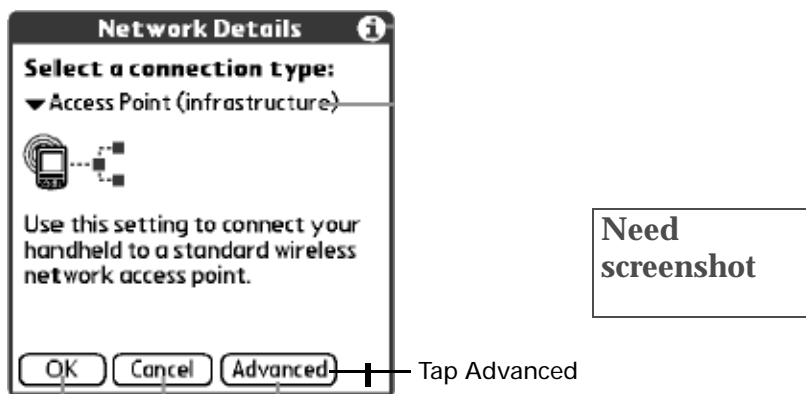 Network Details
Select a connection type:
Access Point (infrastructure)
Use this setting to connect your
handheld to a standard wireless
network access point.
OK Cancel Advanced
Tap Advanced
Need
screenshot